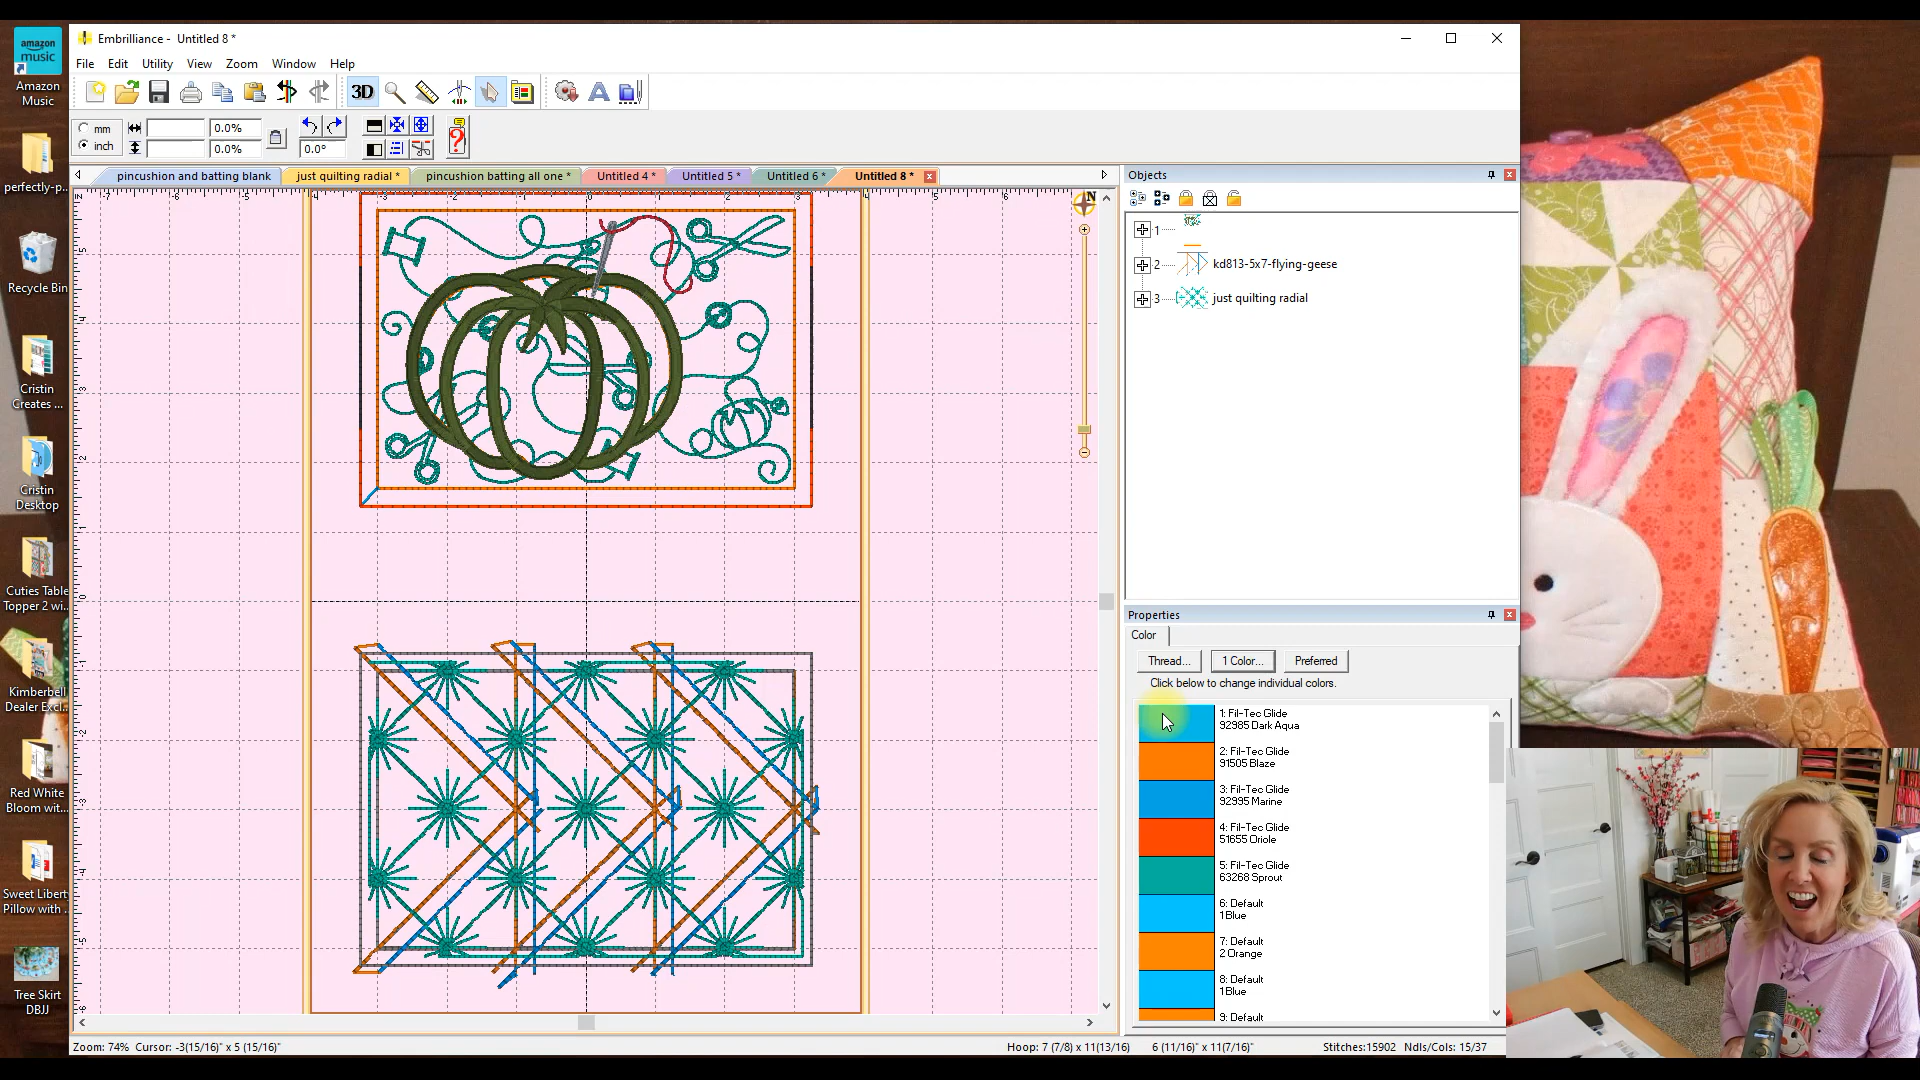 amazon
music
Amazon
Music
perfectly-p...
Recycle Bin
Cristin
Creates ...
Cristin
Desktop
Cuties Table
Topper 2 wi...
Kimberbell
Dealer Excl...
Red White
Bloom wit...
Sweet Liberty
Pillow with ...
Tree Skirt
DBJJ
Embrilliance - Untitled 8 *
File Edit Utility View Zoom Window Help
3D
mm
inch
0.0%
0.0%
0.0°
pincushion and batting blank
just quilting radial *
pincushion batting all one *
Untitled 4 *
Untitled 5 *
Untitled 6 *
Untitled 8 *
N
Objects
1
2 kd813-5x7-flying-geese
3 just quilting radial
Properties
Color
Thread... 1 Color... Preferred
Click below to change individual colors.
1: Fil-Tec Glide
92985 Dark Aqua
2: Fil-Tec Glide
91505 Blaze
3: Fil-Tec Glide
92995 Marine
4: Fil-Tec Glide
51655 Oriole
5: Fil-Tec Glide
63268 Sprout
6: Default
1Blue
7: Default
2 Orange
8: Default
1Blue
9: Default
Zoom: 74% Cursor: -3(15/16)" x 5 (15/16)"
Hoop: 7 (7/8) x 11(13/16)
6 (11/16)" x 11(7/16)"
Stitches:15902 Ndls/Cols: 15/37